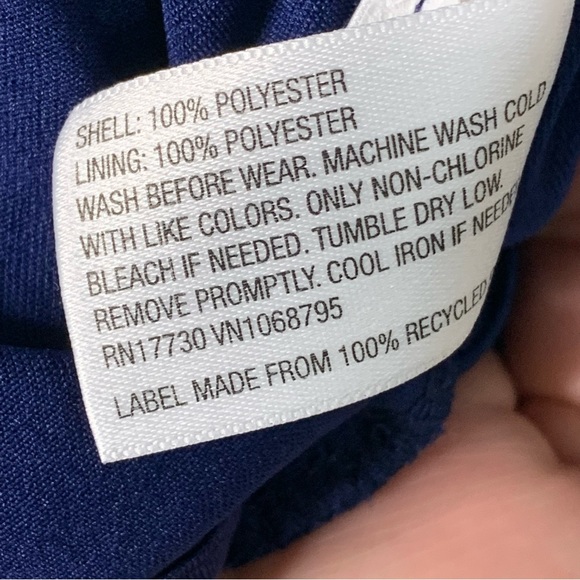 SHELL: 100% POLYESTER
LINING: 100% POLYESTER
WASH BEFORE WEAR. MACHINE WASH COLD
WITH LIKE COLORS. ONLY NON-CHLORINE
BLEACH IF NEEDED. TUMBLE DRY LOW.
REMOVE PROMPTLY. COOL IRON IF NEEDED
RN17730 VN1068795
LABEL MADE FROM 100% RECYCLED